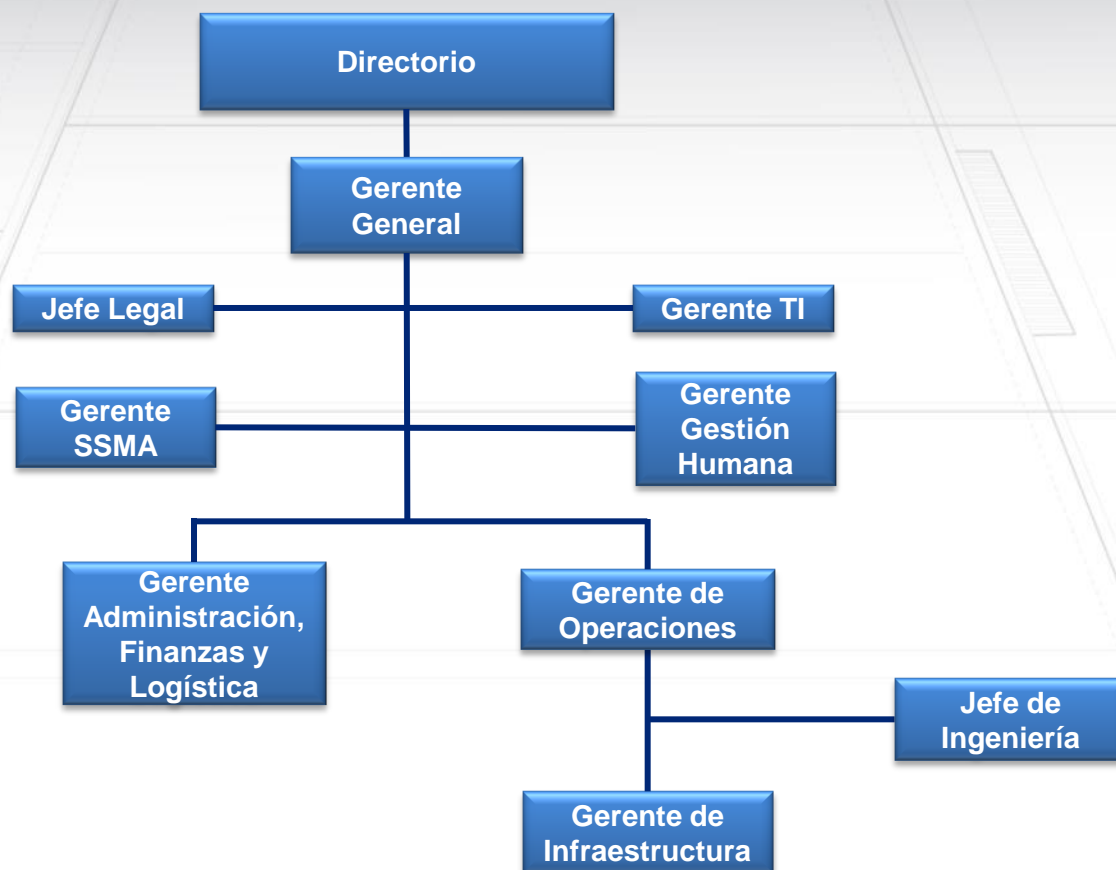 Directorio
Gerente
General
Jefe Legal
Gerente TI
Gerente
SSMA
Gerente
Gestión
Humana
Gerente
Administración,
Finanzas y
Logística
Gerente de
Operaciones
Jefe de
Ingeniería
Gerente de
Infraestructura